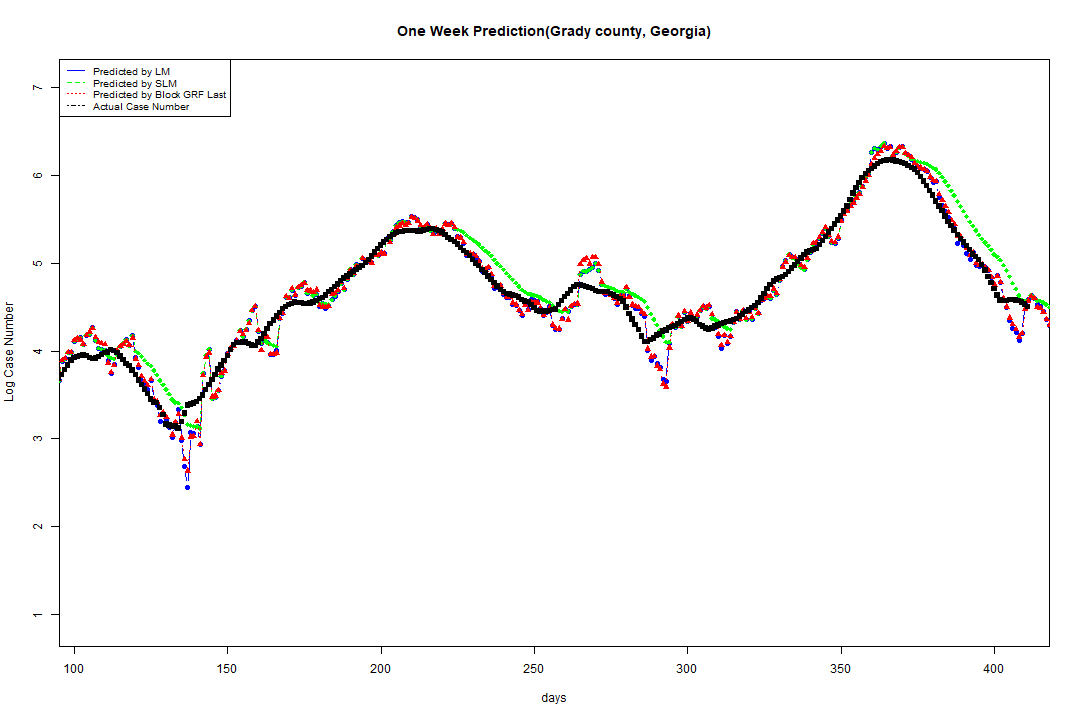 One Week Prediction(Grady county, Georgia)
Predicted by LM
Predicted by SLM
Predicted by Block GRF Last
Actual Case Number
Log Case Number
7
6
5
4
3
2
1
100 150 200 250 300 350 400
days